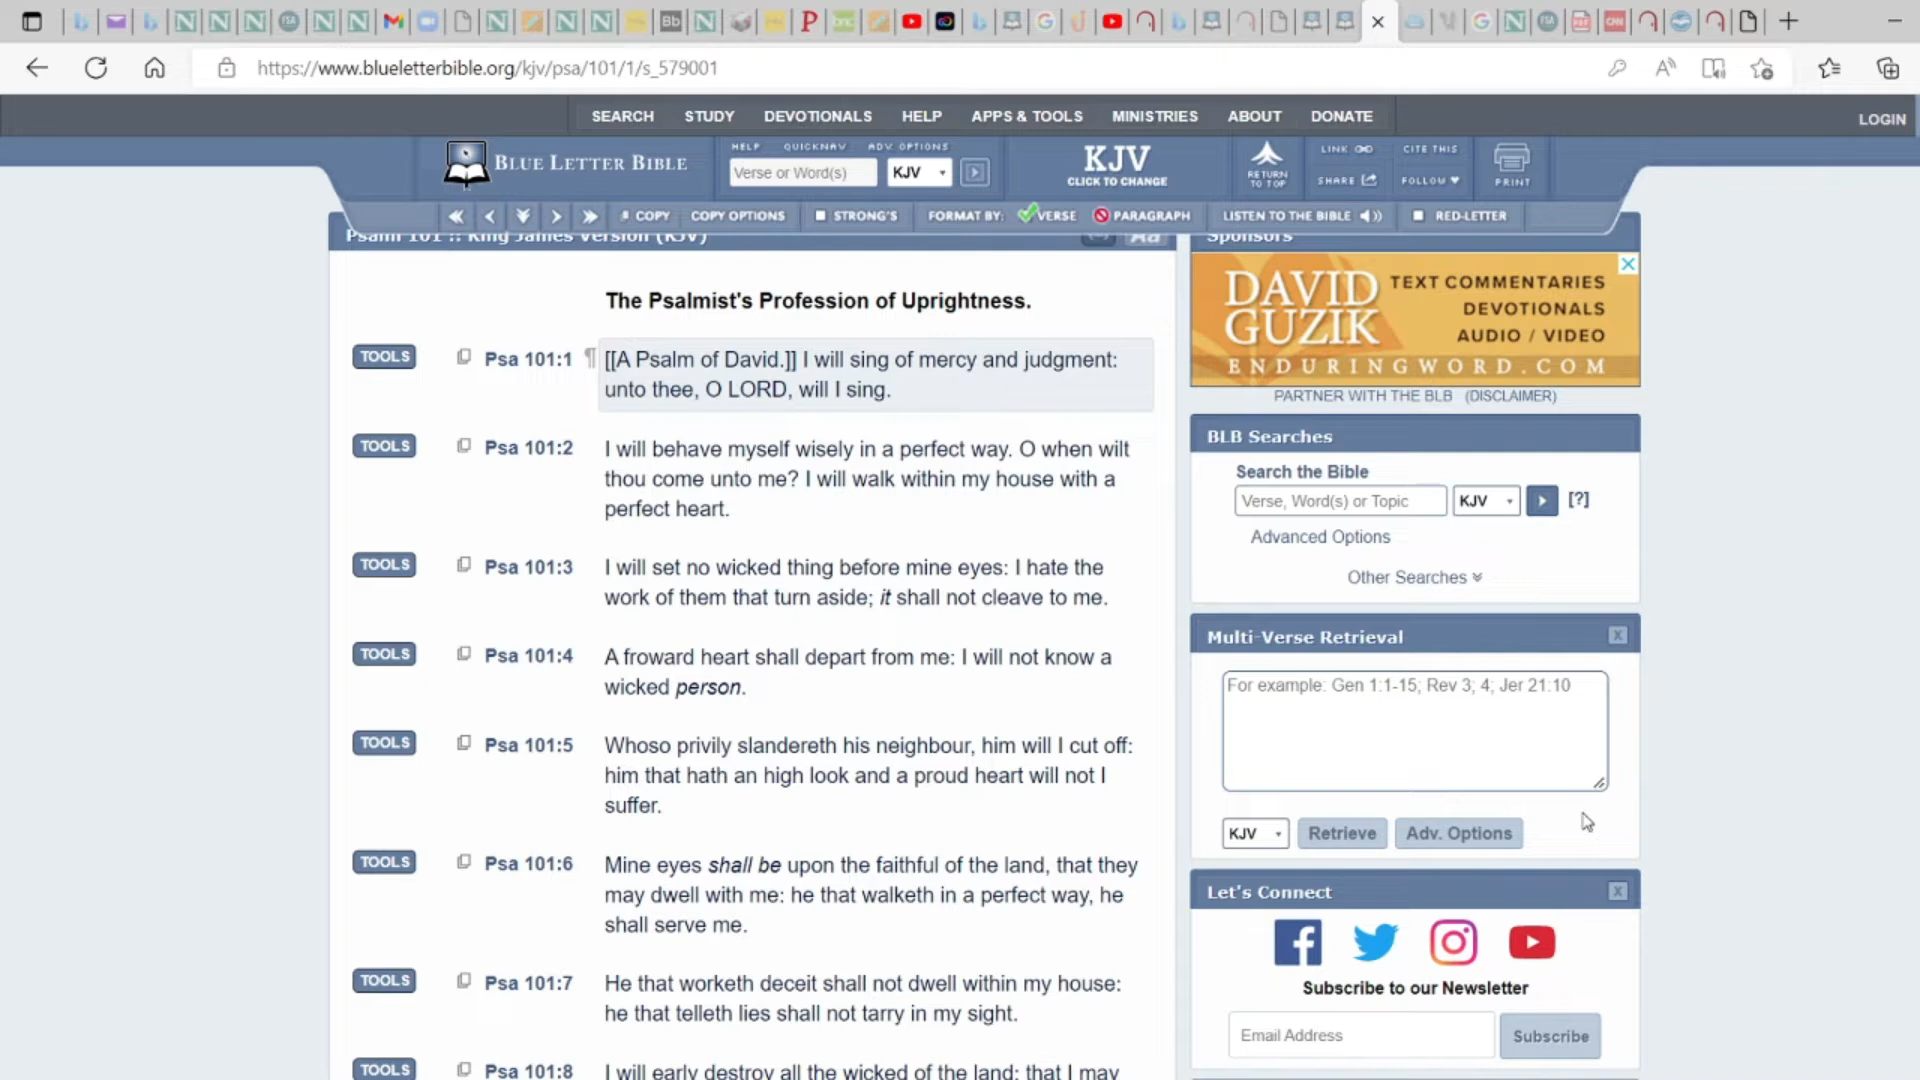 https://www.blueletterbible.org/kjv/psa/101/1/s_579001
SEARCH STUDY DEVOTIONALS HELP APPS & TOOLS MINISTRIES ABOUT DONATE
LOGIN
BLUE LETTER BIBLE
HELP QUICKNAV ADV. OPTIONS
Verse or Word(s) KJV
KJV
CLICK TO CHANGE
RETURN
TO TOP
LINK CITE THIS
SHARE FOLLOW
PRINT
COPY COPY OPTIONS STRONG'S FORMAT BY: VERSE PARAGRAPH LISTEN TO THE BIBLE RED-LETTER
Psalm 101 :: King James Version (KJV)
Aa
The Psalmist's Profession of Uprightness.
TOOLS Psa 101:1 ¶ [[A Psalm of David.]] I will sing of mercy and judgment:
unto thee, O LORD, will I sing.
TOOLS Psa 101:2 I will behave myself wisely in a perfect way. O when wilt
thou come unto me? I will walk within my house with a
perfect heart.
TOOLS Psa 101:3 I will set no wicked thing before mine eyes: I hate the
work of them that turn aside; it shall not cleave to me.
TOOLS Psa 101:4 A froward heart shall depart from me: I will not know a
wicked person.
TOOLS Psa 101:5 Whoso privily slandereth his neighbour, him will I cut off:
him that hath an high look and a proud heart will not I
suffer.
TOOLS Psa 101:6 Mine eyes shall be upon the faithful of the land, that they
may dwell with me: he that walketh in a perfect way, he
shall serve me.
TOOLS Psa 101:7 He that worketh deceit shall not dwell within my house:
he that telleth lies shall not tarry in my sight.
TOOLS Psa 101:8 I will early destroy all the wicked of the land; that I may
Sponsors
DAVID
GUZIK
TEXT COMMENTARIES
DEVOTIONALS
AUDIO / VIDEO
ENDURINGWORD.COM
PARTNER WITH THE BLB (DISCLAIMER)
BLB Searches
Search the Bible
Verse, Word(s) or Topic KJV [?]
Advanced Options
Other Searches
Multi-Verse Retrieval X
For example: Gen 1:1-15; Rev 3; 4; Jer 21:10
KJV Retrieve Adv. Options
Let's Connect X
Subscribe to our Newsletter
Email Address Subscribe